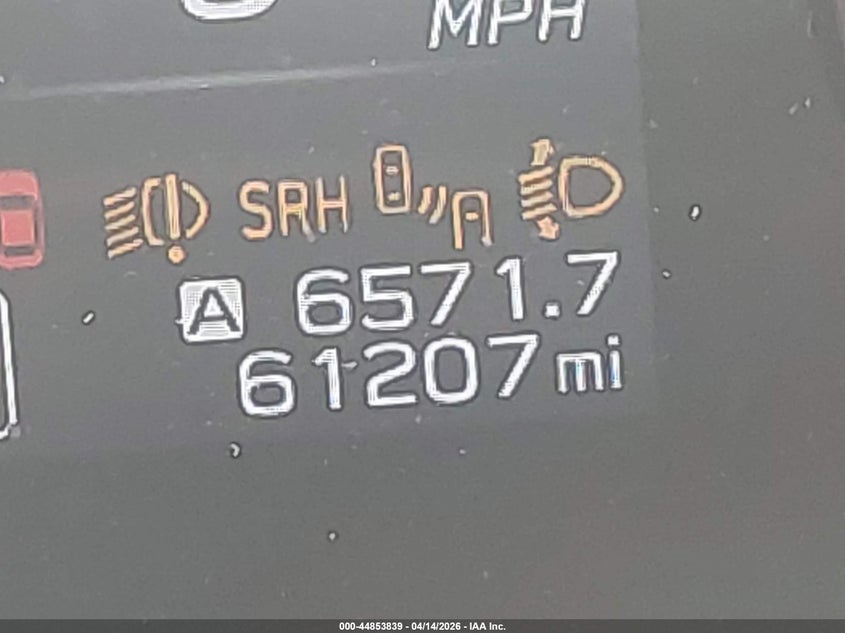 MPH
SRH
A 6571.7
61207 mi
000-44853839 - 04/14/2026 - IAA Inc.